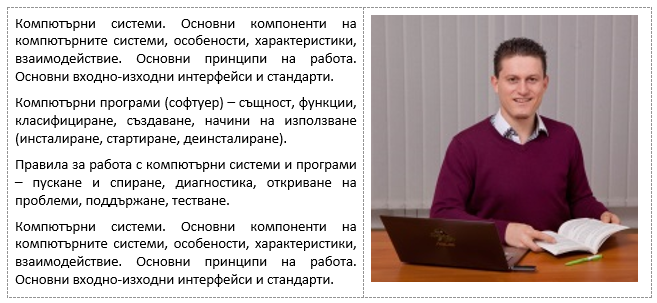 Компютърни системи. Основни компоненти на
компютърните системи, особености, характеристики,
взаимодействие. Основни принципи на работа.
Основни входно-изходни интерфейси и стандарти.
Компютърни програми (софтуер) – същност, функции,
класифициране, създаване, начини на използване
(инсталиране, стартиране, деинсталиране).
Правила за работа с компютърни системи и програми
– пускане и спиране, диагностика, откриване на
проблеми, поддържане, тестване.
Компютърни системи. Основни компоненти на
компютърните системи, особености, характеристики,
взаимодействие. Основни принципи на работа.
Основни входно-изходни интерфейси и стандарти.